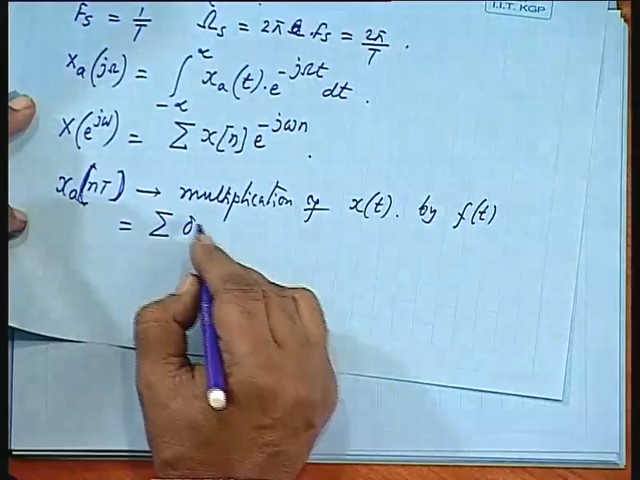 I.I.T. KGP
Fs = 1/T   Ωs = 2π fs = 2π/T .
Xa(jΩ) = ∫_{-∞}^{∞} xa(t)·e^{-jΩt} dt .
X(e^{jω}) = Σ x[n] e^{-jωn} .
xa[nT] → multiplication of x(t). by f(t)
= Σ δ